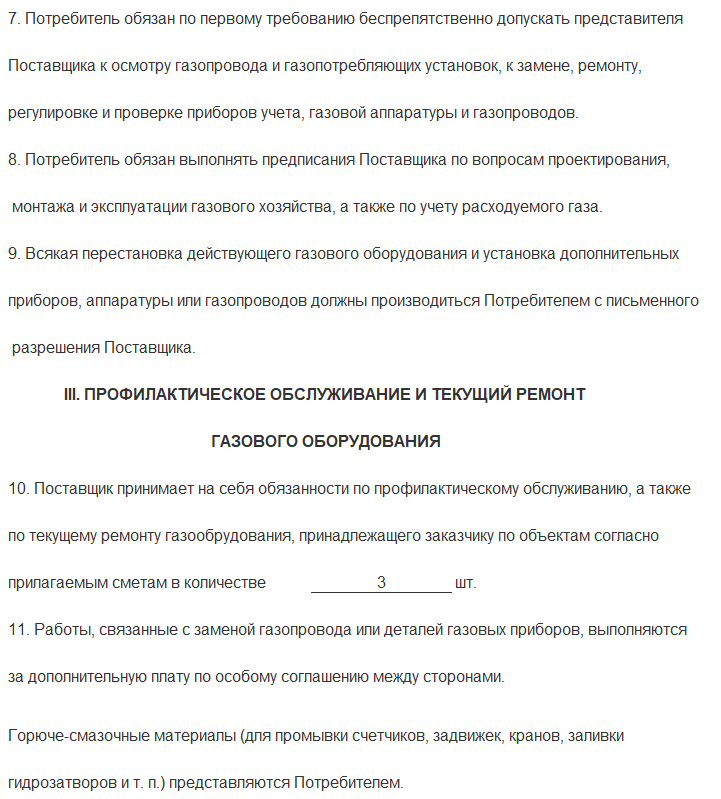 7. Потребитель обязан по первому требованию беспрепятственно допускать представителя
Поставщика к осмотру газопровода и газопотребляющих установок, к замене, ремонту,
регулировке и проверке приборов учета, газовой аппаратуры и газопроводов.
8. Потребитель обязан выполнять предписания Поставщика по вопросам проектирования,
монтажа и эксплуатации газового хозяйства, а также по учету расходуемого газа.
9. Всякая перестановка действующего газового оборудования и установка дополнительных
приборов, аппаратуры или газопроводов должны производиться Потребителем с письменного
разрешения Поставщика.
III. ПРОФИЛАКТИЧЕСКОЕ ОБСЛУЖИВАНИЕ И ТЕКУЩИЙ РЕМОНТ
ГАЗОВОГО ОБОРУДОВАНИЯ
10. Поставщик принимает на себя обязанности по профилактическому обслуживанию, а также
по текущему ремонту газообрудования, принадлежащего заказчику по объектам согласно
прилагаемым сметам в количестве 3 шт.
11. Работы, связанные с заменой газопровода или деталей газовых приборов, выполняются
за дополнительную плату по особому соглашению между сторонами.
Горюче-смазочные материалы (для промывки счетчиков, задвижек, кранов, заливки
гидрозатворов и т. п.) представляются Потребителем.